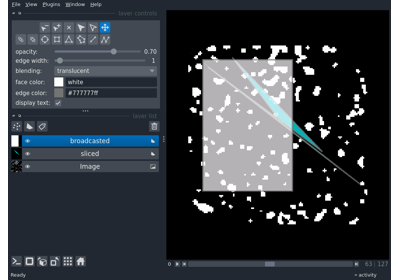 File View Plugins Window Help
layer controls
opacity: 0.70
edge width: 1
blending: translucent
face color: white
edge color: #777777ff
display text:
layer list
broadcasted
sliced
Image
63 127
activity